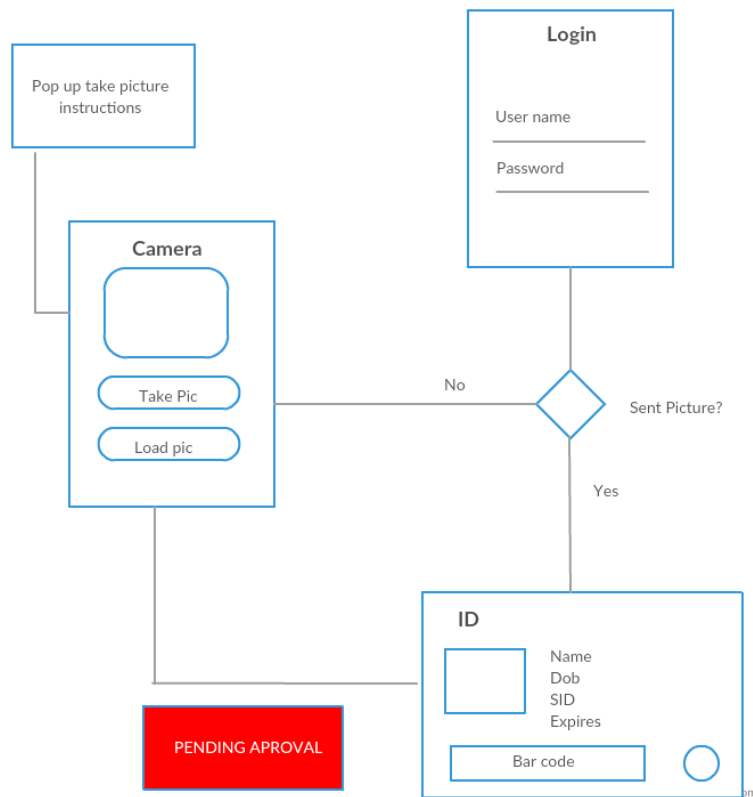 Login
User name
Password
Pop up take picture
instructions
Camera
Take Pic
Load pic
No
Sent Picture?
Yes
ID
Name
Dob
SID
Expires
Bar code
PENDING APROVAL